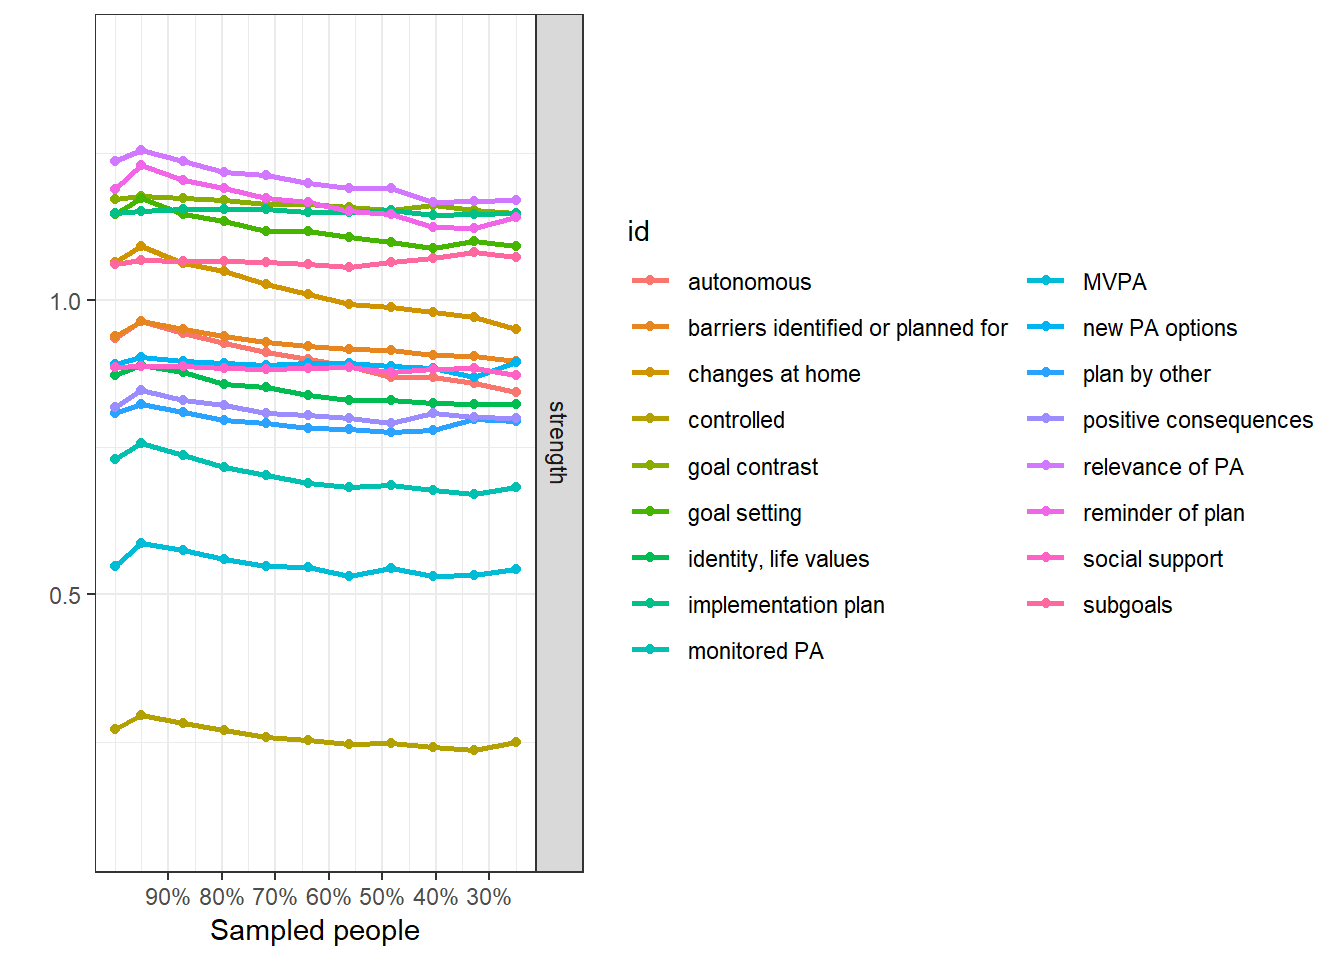 1.0
0.5
90% 80% 70% 60% 50% 40% 30%
Sampled people
strength
id
autonomous
barriers identified or planned for
changes at home
controlled
goal contrast
goal setting
identity, life values
implementation plan
monitored PA
MVPA
new PA options
plan by other
positive consequences
relevance of PA
reminder of plan
social support
subgoals